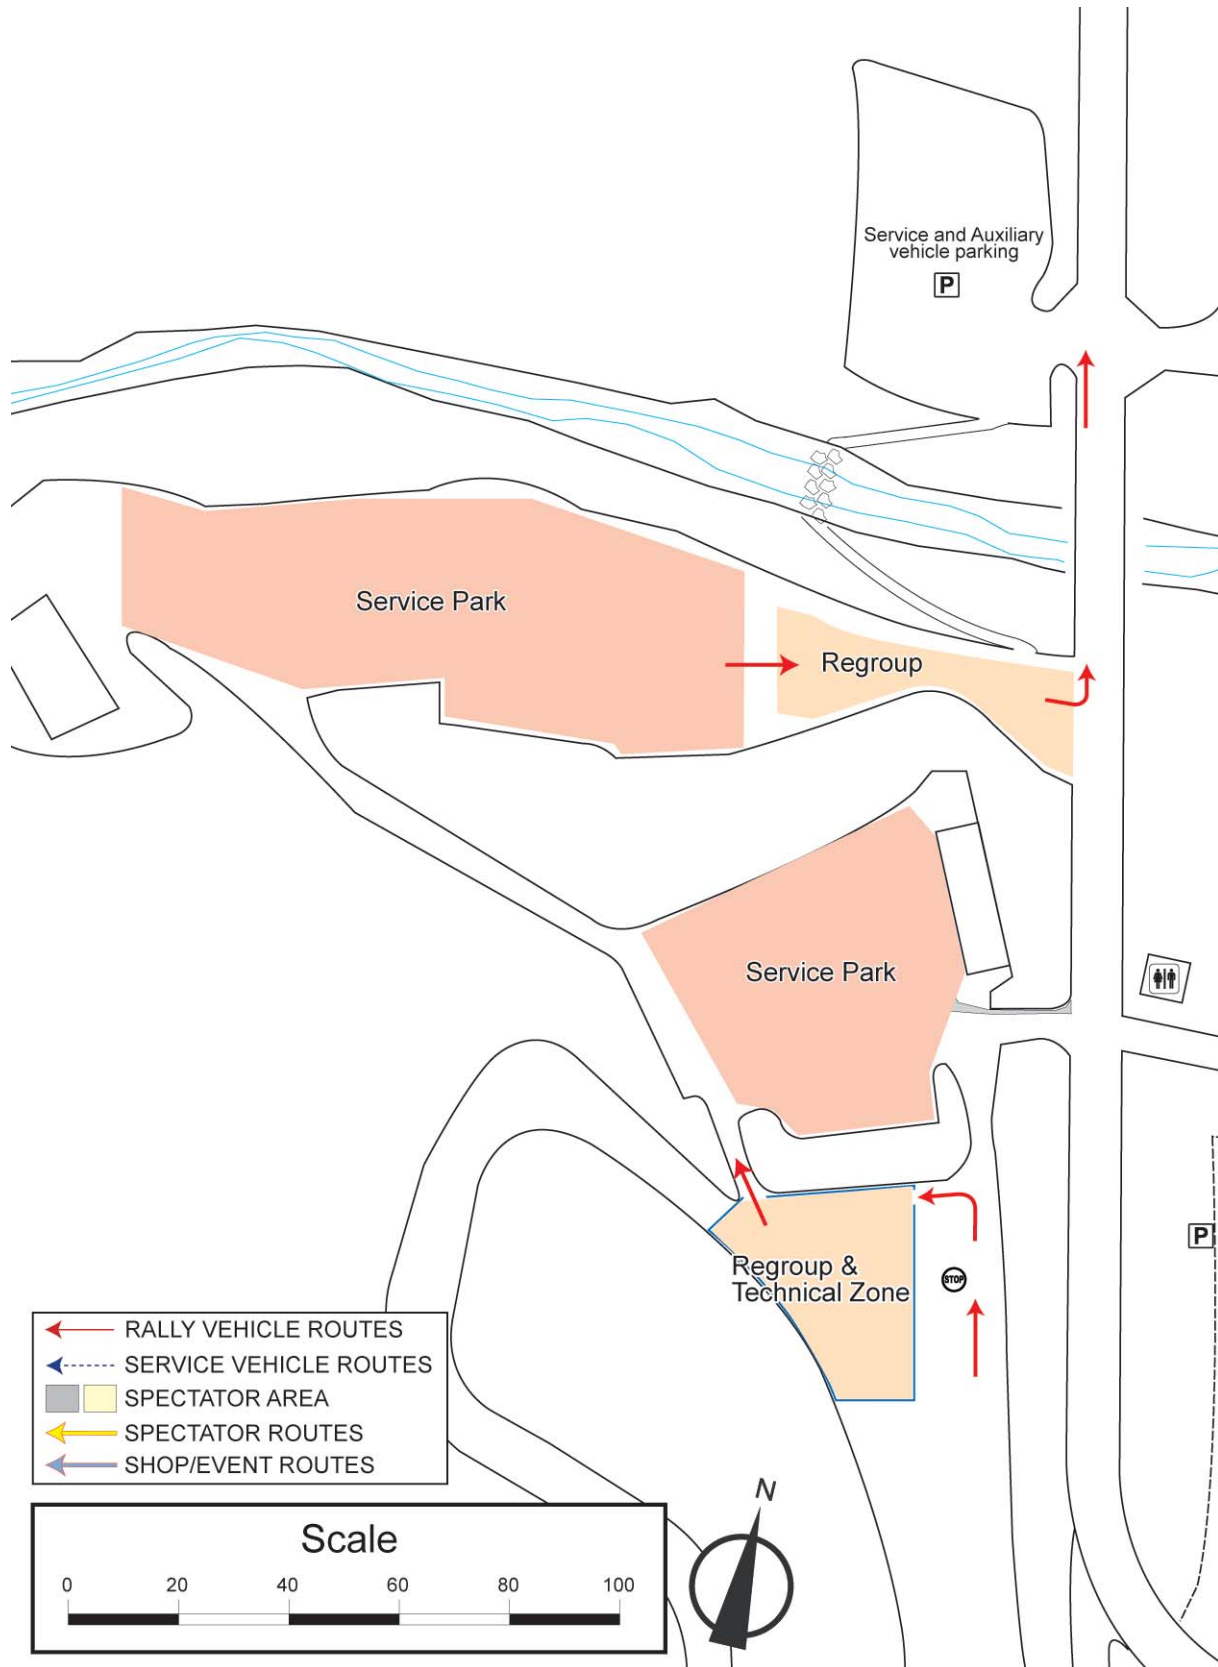 Service and Auxiliary
vehicle parking
P
Service Park
Regroup
Service Park
P
Regroup &
Technical Zone
STOP
RALLY VEHICLE ROUTES
SERVICE VEHICLE ROUTES
SPECTATOR AREA
SPECTATOR ROUTES
SHOP/EVENT ROUTES
N
Scale
0 20 40 60 80 100